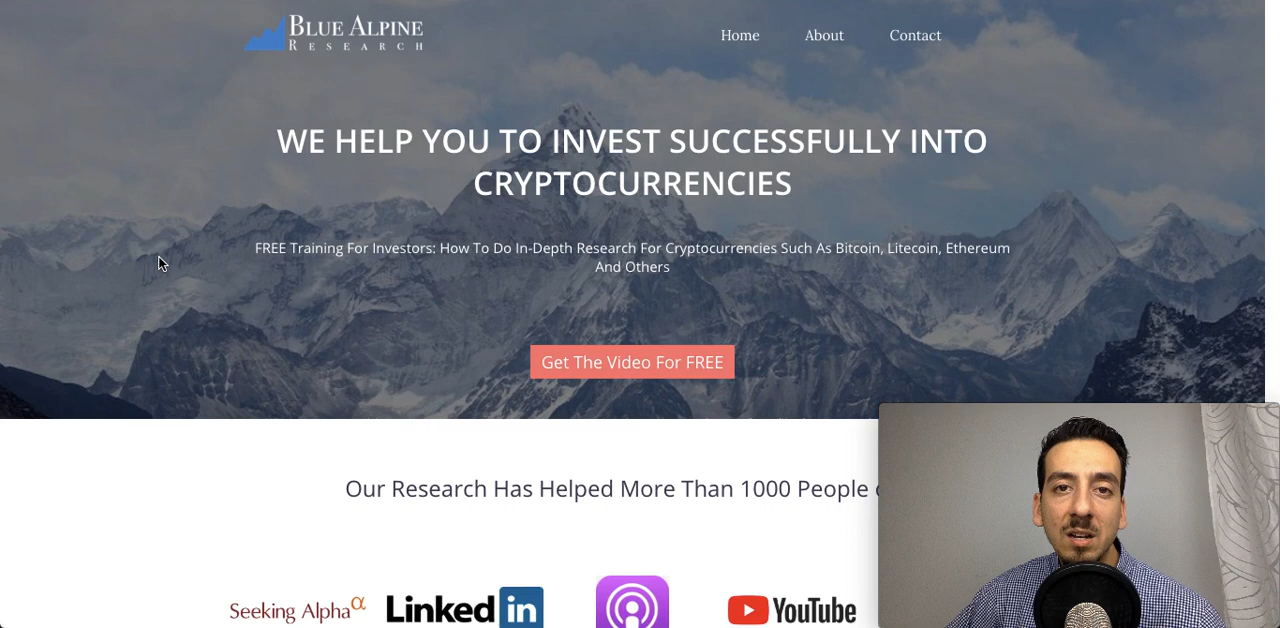 BLUE ALPINE
RESEARCH
Home About Contact
WE HELP YOU TO INVEST SUCCESSFULLY INTO
CRYPTOCURRENCIES
FREE Training For Investors: How To Do In-Depth Research For Cryptocurrencies Such As Bitcoin, Litecoin, Ethereum
And Others
Get The Video For FREE
Our Research Has Helped More Than 1000 People
Seeking Alpha α
Linked in
YouTube